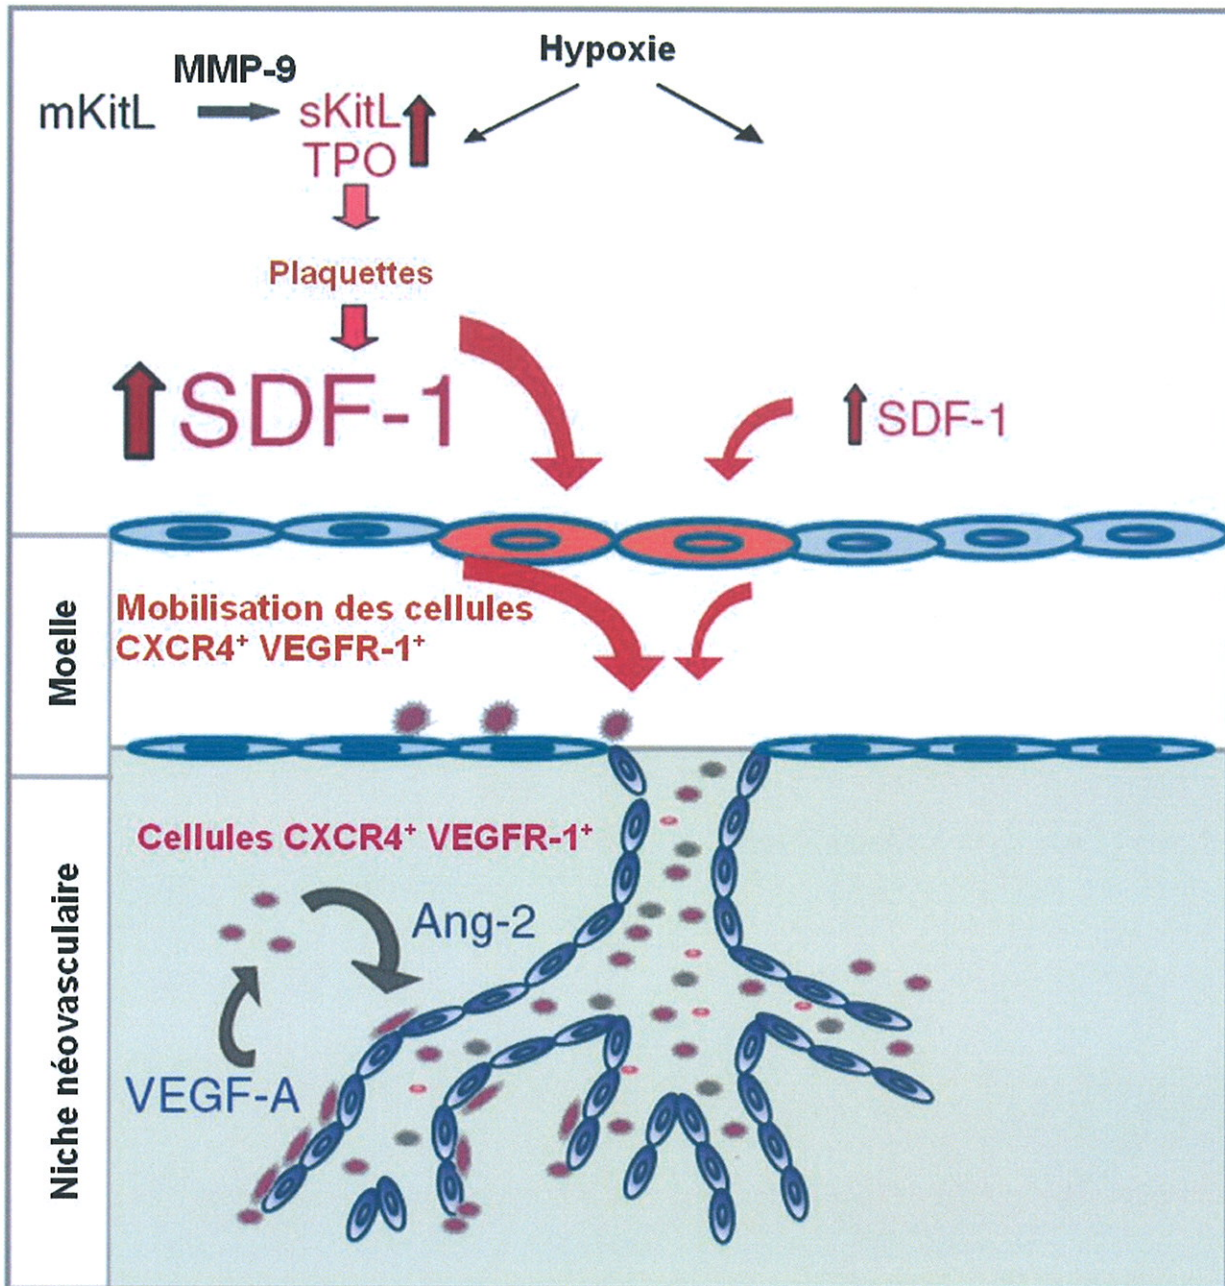 Hypoxie
MMP-9
mKitL
sKitL
TPO
Plaquettes
SDF-1
SDF-1
Moelle
Mobilisation des cellules
CXCR4⁺ VEGFR-1⁺
Niche néovasculaire
Cellules CXCR4⁺ VEGFR-1⁺
Ang-2
VEGF-A